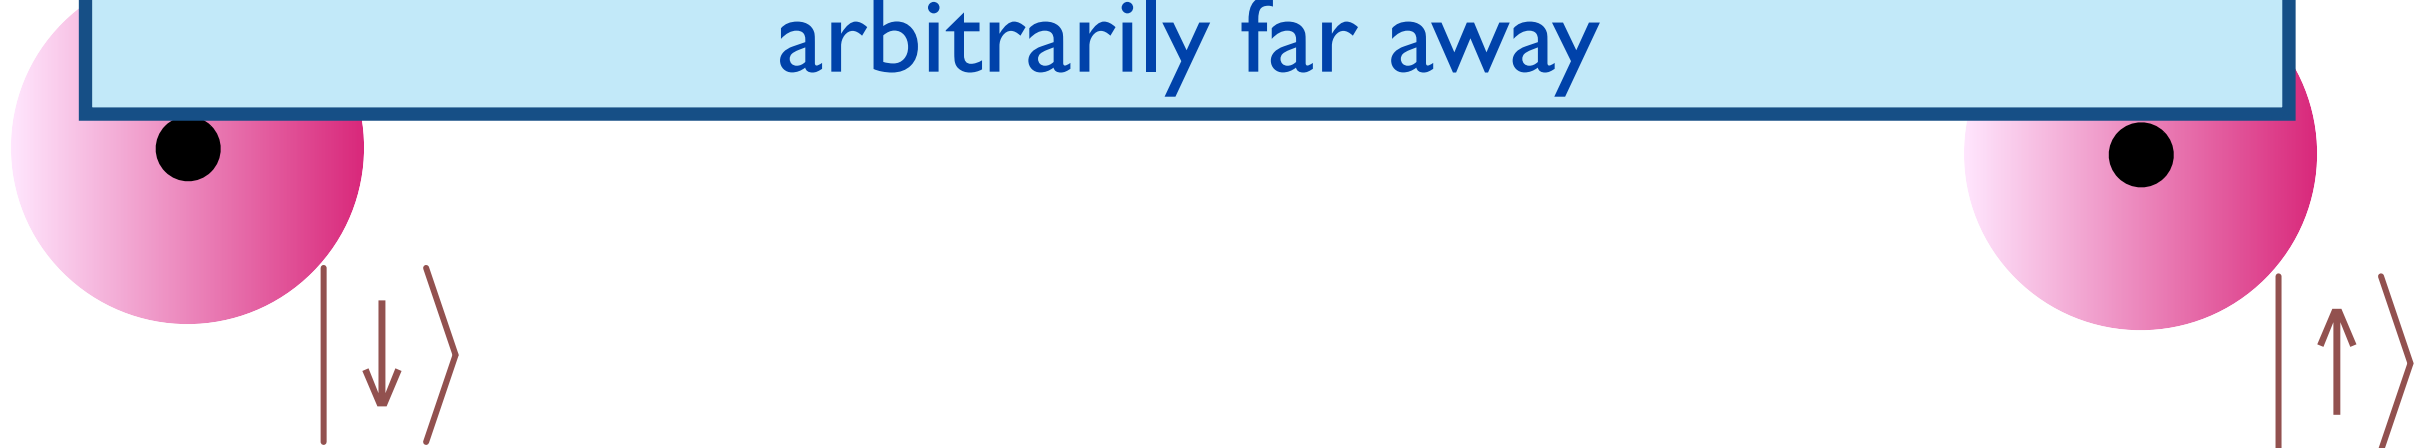 arbitrarily far away
|↓⟩ |↑⟩